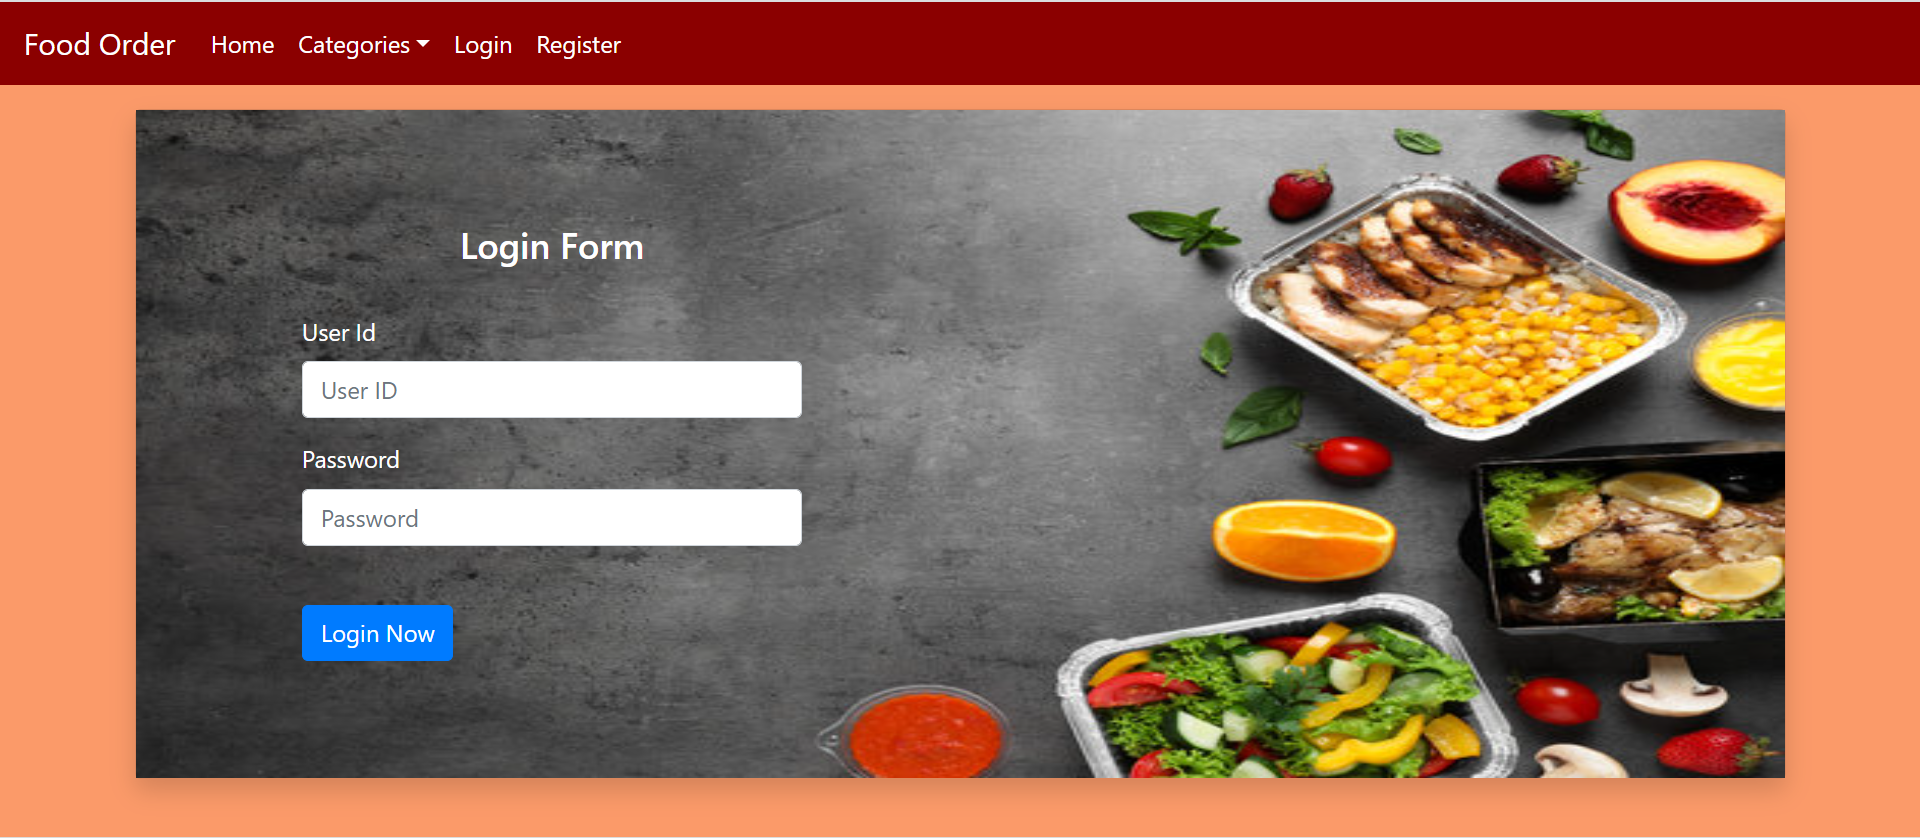 Food Order Home Categories Login Register
Login Form
User Id
User ID
Password
Password
Login Now